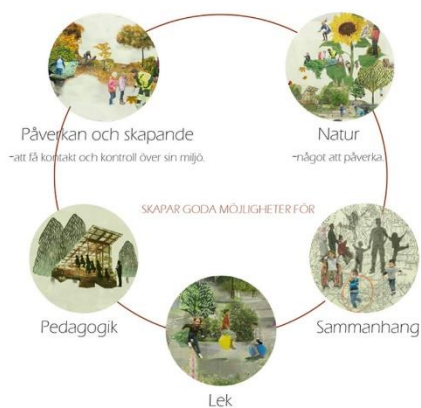 Påverkan och skapande
-att få kontakt och kontroll över sin miljö.
Natur
-något att påverka.
SKAPAR GODA MÖJLIGHETER FÖR
Pedagogik
Sammanhang
Lek